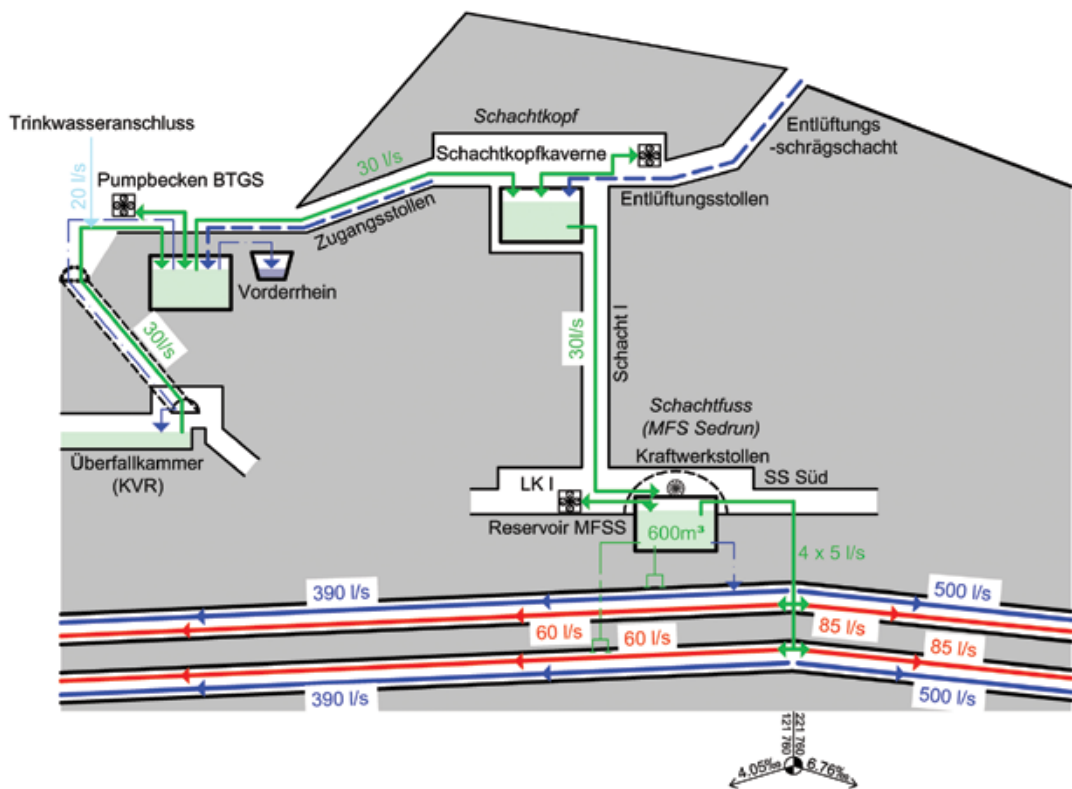 Schachtkopf
Trinkwasseranschluss
Entlüftungs
-schrägschacht
Schachtkopfkaverne
30 l/s
Pumpbecken BTGS
20 l/s
Entlüftungsstollen
Zugangsstollen
Vorderrhein
30l/s
30l/s
Schacht I
Schachtfuss
(MFS Sedrun)
Kraftwerkstollen
Überfallkammer
(KVR)
LK I
SS Süd
Reservoir MFSS
600m³
4 x 5 l/s
390 l/s
500 l/s
60 l/s
60 l/s
85 l/s
85 l/s
390 l/s
500 l/s
221 760
121 760
4.05‰
6.76‰